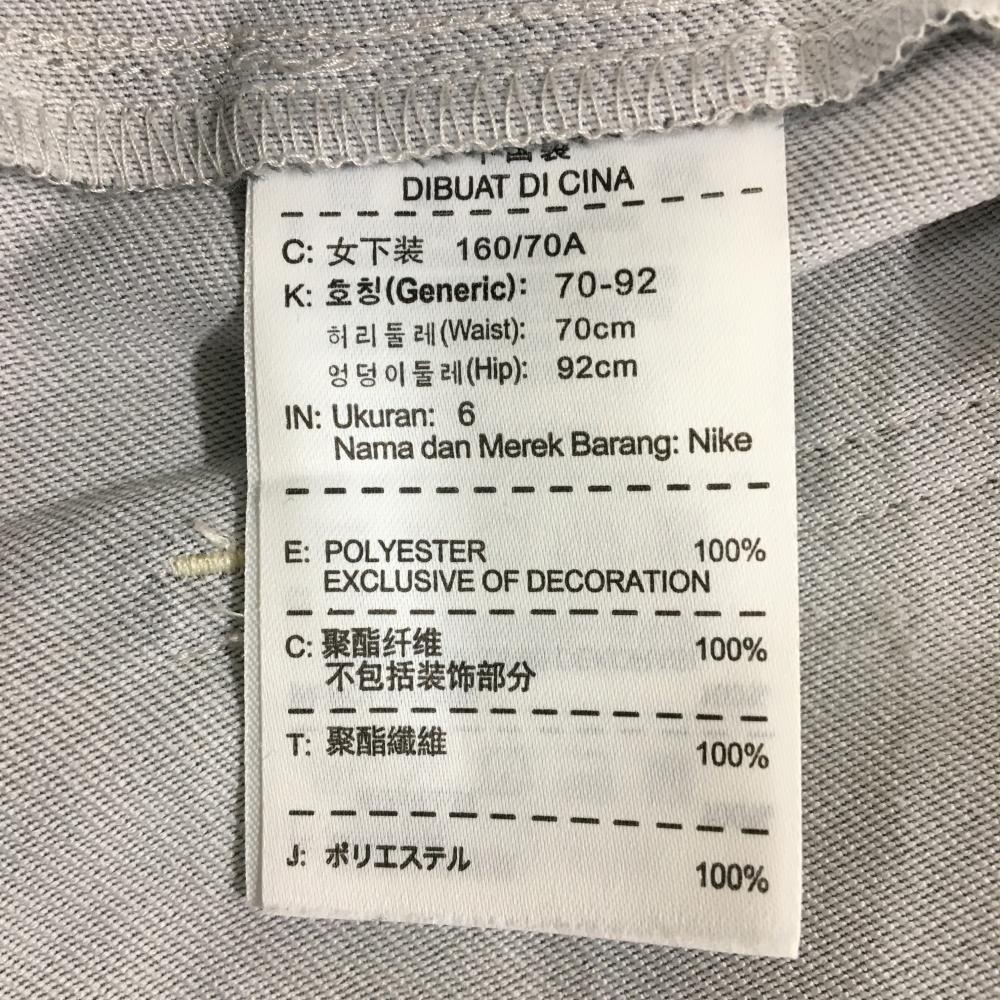 中国製
DIBUAT DI CINA
C: 女下装 160/70A
K: 호칭(Generic): 70-92
허리둘레(Waist): 70cm
엉덩이둘레(Hip): 92cm
IN: Ukuran: 6
Nama dan Merek Barang: Nike
E: POLYESTER 100%
EXCLUSIVE OF DECORATION
C: 聚酯纤维 100%
不包括装饰部分
T: 聚酯纖維 100%
J: ポリエステル 100%